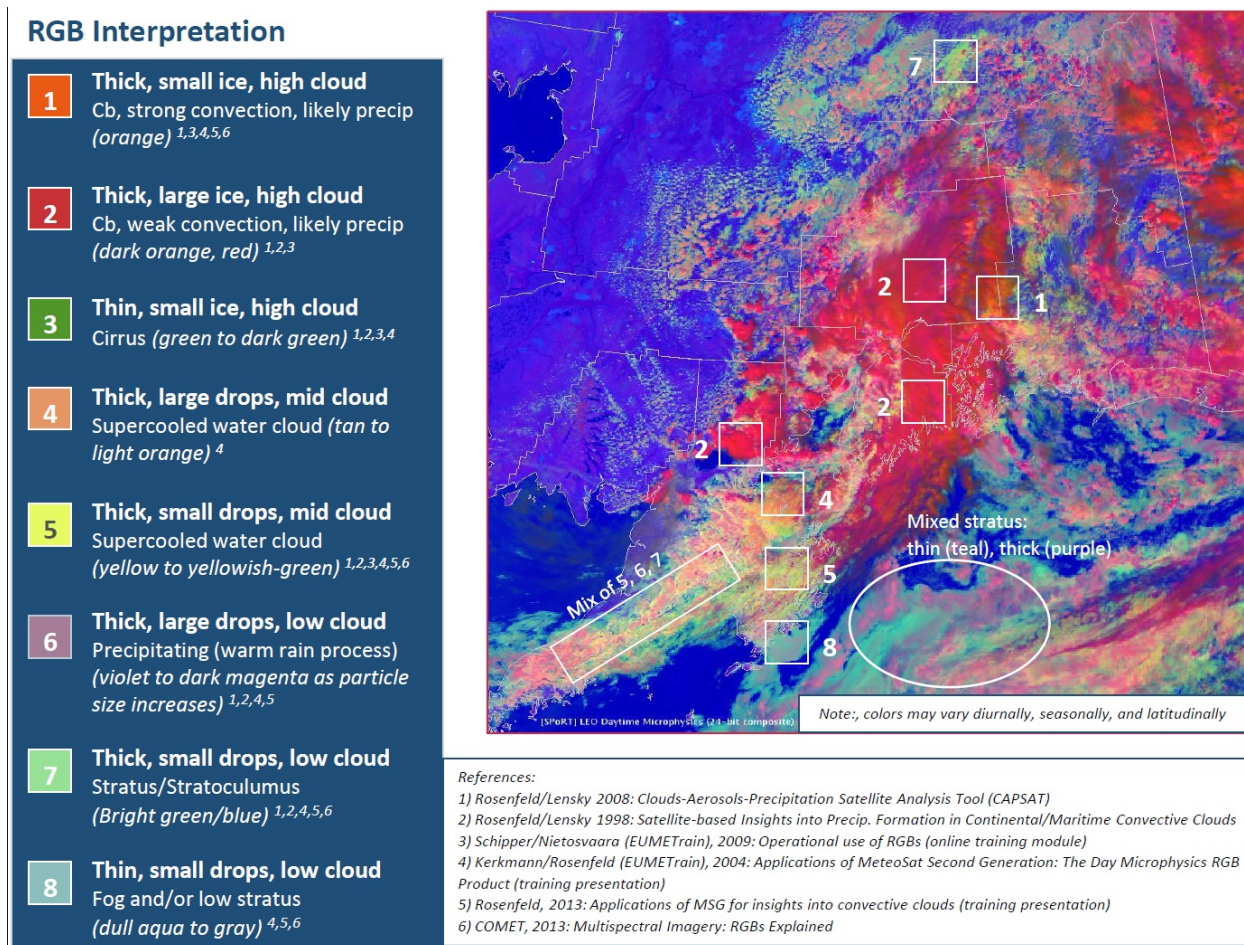 RGB Interpretation
1
Thick, small ice, high cloud
Cb, strong convection, likely precip
(orange) 1,3,4,5,6
2
Thick, large ice, high cloud
Cb, weak convection, likely precip
(dark orange, red) 1,2,3
3
Thin, small ice, high cloud
Cirrus (green to dark green) 1,2,3,4
4
Thick, large drops, mid cloud
Supercooled water cloud (tan to
light orange) 4
5
Thick, small drops, mid cloud
Supercooled water cloud
(yellow to yellowish-green) 1,2,3,4,5,6
6
Thick, large drops, low cloud
Precipitating (warm rain process)
(violet to dark magenta as particle
size increases) 1,2,4,5
7
Thick, small drops, low cloud
Stratus/Stratoculumus
(Bright green/blue) 1,2,4,5,6
8
Thin, small drops, low cloud
Fog and/or low stratus
(dull aqua to gray) 4,5,6
7
2
1
2
2
4
Mixed stratus:
thin (teal), thick (purple)
5
Mix of 5, 6, 7
8
[SPoRT] LEO Daytime Microphysics (24-bit composite)
Note:, colors may vary diurnally, seasonally, and latitudinally
References:
1) Rosenfeld/Lensky 2008: Clouds-Aerosols-Precipitation Satellite Analysis Tool (CAPSAT)
2) Rosenfeld/Lensky 1998: Satellite-based Insights into Precip. Formation in Continental/Maritime Convective Clouds
3) Schipper/Nietosvaara (EUMETrain), 2009: Operational use of RGBs (online training module)
4) Kerkmann/Rosenfeld (EUMETrain), 2004: Applications of MeteoSat Second Generation: The Day Microphysics RGB
Product (training presentation)
5) Rosenfeld, 2013: Applications of MSG for insights into convective clouds (training presentation)
6) COMET, 2013: Multispectral Imagery: RGBs Explained